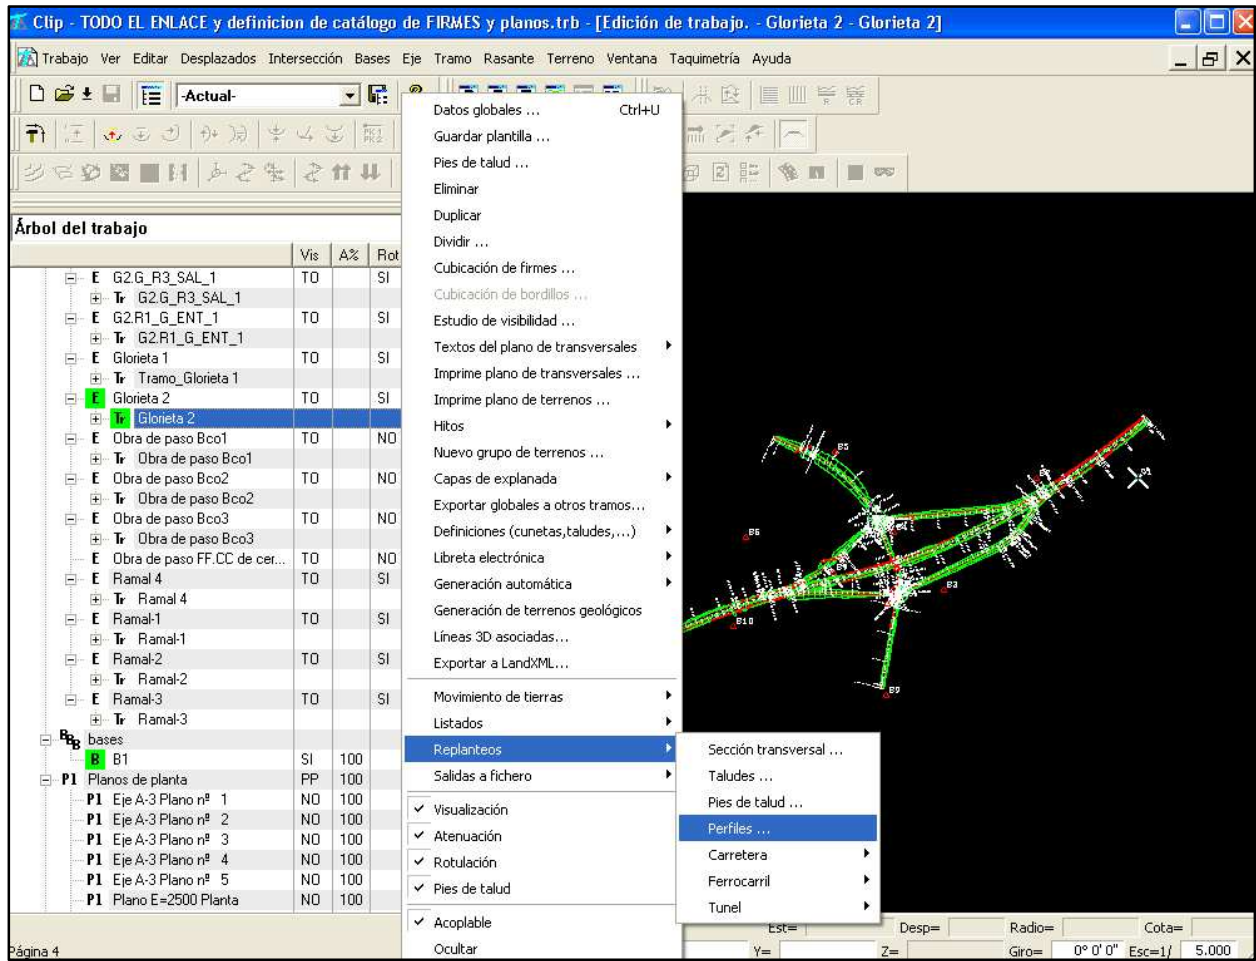 Clip - TODO EL ENLACE y definicion de catálogo de FIRMES y planos.trb - [Edición de trabajo. - Glorieta 2 - Glorieta 2]
Trabajo Ver Editar Desplazados Intersección Bases Eje Tramo Rasante Terreno Ventana Taquimetría Ayuda
-Actual-
Árbol del trabajo
Vis A% Rot
E G2.G_R3_SAL_1 TO SI
Tr G2.G_R3_SAL_1
E G2.R1_G_ENT_1 TO SI
Tr G2.R1_G_ENT_1
E Glorieta 1 TO SI
Tr Tramo_Glorieta 1
E Glorieta 2 TO SI
Tr Glorieta 2
E Obra de paso Bco1 TO NO
Tr Obra de paso Bco1
E Obra de paso Bco2 TO NO
Tr Obra de paso Bco2
E Obra de paso Bco3 TO NO
Tr Obra de paso Bco3
E Obra de paso FF.CC de cer... TO NO
E Ramal 4 TO SI
Tr Ramal 4
E Ramal-1 TO SI
Tr Ramal-1
E Ramal-2 TO SI
Tr Ramal-2
E Ramal-3 TO SI
Tr Ramal-3
BBB bases
B B1 SI 100
P1 Planos de planta PP 100
P1 Eje A-3 Plano nº 1 NO 100
P1 Eje A-3 Plano nº 2 NO 100
P1 Eje A-3 Plano nº 3 NO 100
P1 Eje A-3 Plano nº 4 NO 100
P1 Eje A-3 Plano nº 5 NO 100
P1 Plano E=2500 Planta NO 100
Página 4
Datos globales ... Ctrl+U
Guardar plantilla ...
Pies de talud ...
Eliminar
Duplicar
Dividir ...
Cubicación de firmes ...
Cubicación de bordillos ...
Estudio de visibilidad ...
Textos del plano de transversales
Imprime plano de transversales ...
Imprime plano de terrenos ...
Hitos
Nuevo grupo de terrenos ...
Capas de explanada
Exportar globales a otros tramos...
Definiciones (cunetas,taludes,...)
Libreta electrónica
Generación automática
Generación de terrenos geológicos
Líneas 3D asociadas...
Exportar a LandXML...
Movimiento de tierras
Listados
Replanteos
Salidas a fichero
Visualización
Atenuación
Rotulación
Pies de talud
Acoplable
Ocultar
Sección transversal ...
Taludes ...
Pies de talud ...
Perfiles ...
Carretera
Ferrocarril
Tunel
B5
B6
B3
B10
B9
Est= Desp= Radio= Cota=
Y= Z= Giro= 0° 0' 0" Esc=1/ 5.000